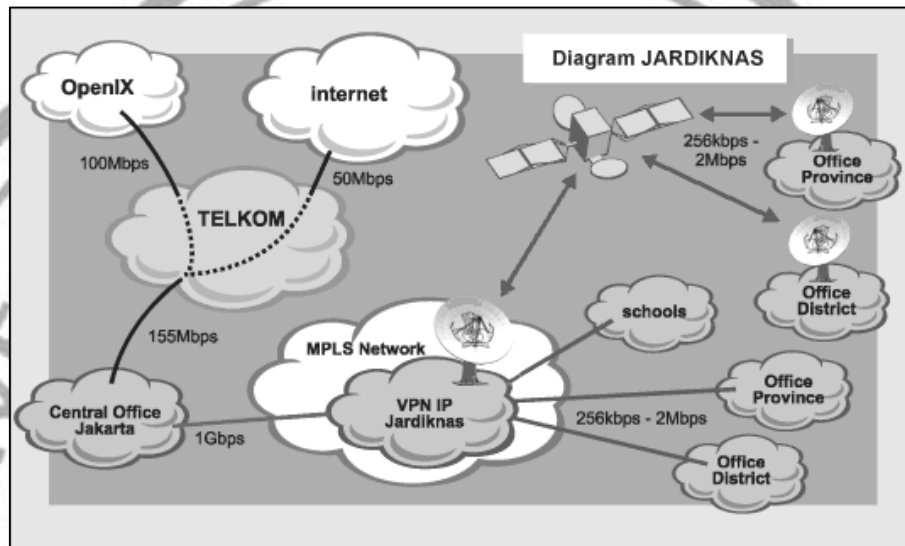 Diagram JARDIKNAS
OpenIX
internet
100Mbps
50Mbps
TELKOM
256kbps -
2Mbps
Office
Province
Office
District
155Mbps
schools
MPLS Network
Central Office
Jakarta
1Gbps
VPN IP
Jardiknas
256kbps - 2Mbps
Office
Province
Office
District